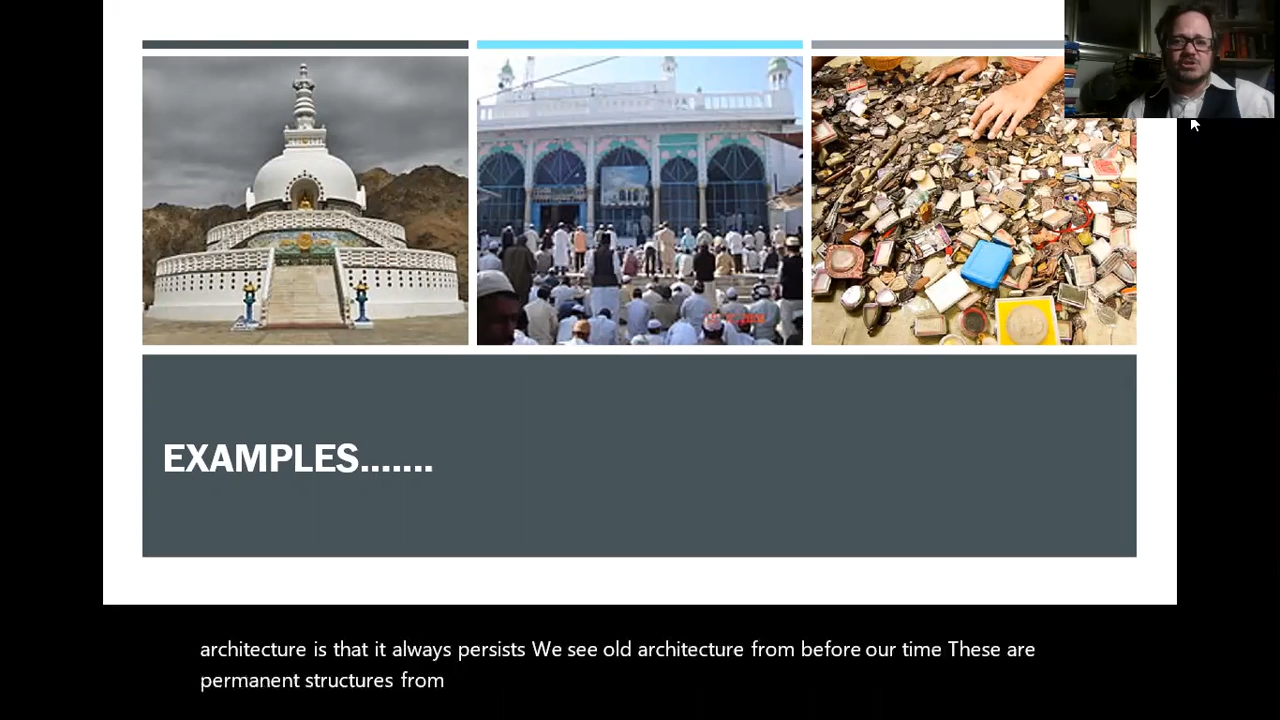 EXAMPLES.......
architecture is that it always persists We see old architecture from before our time These are
permanent structures from